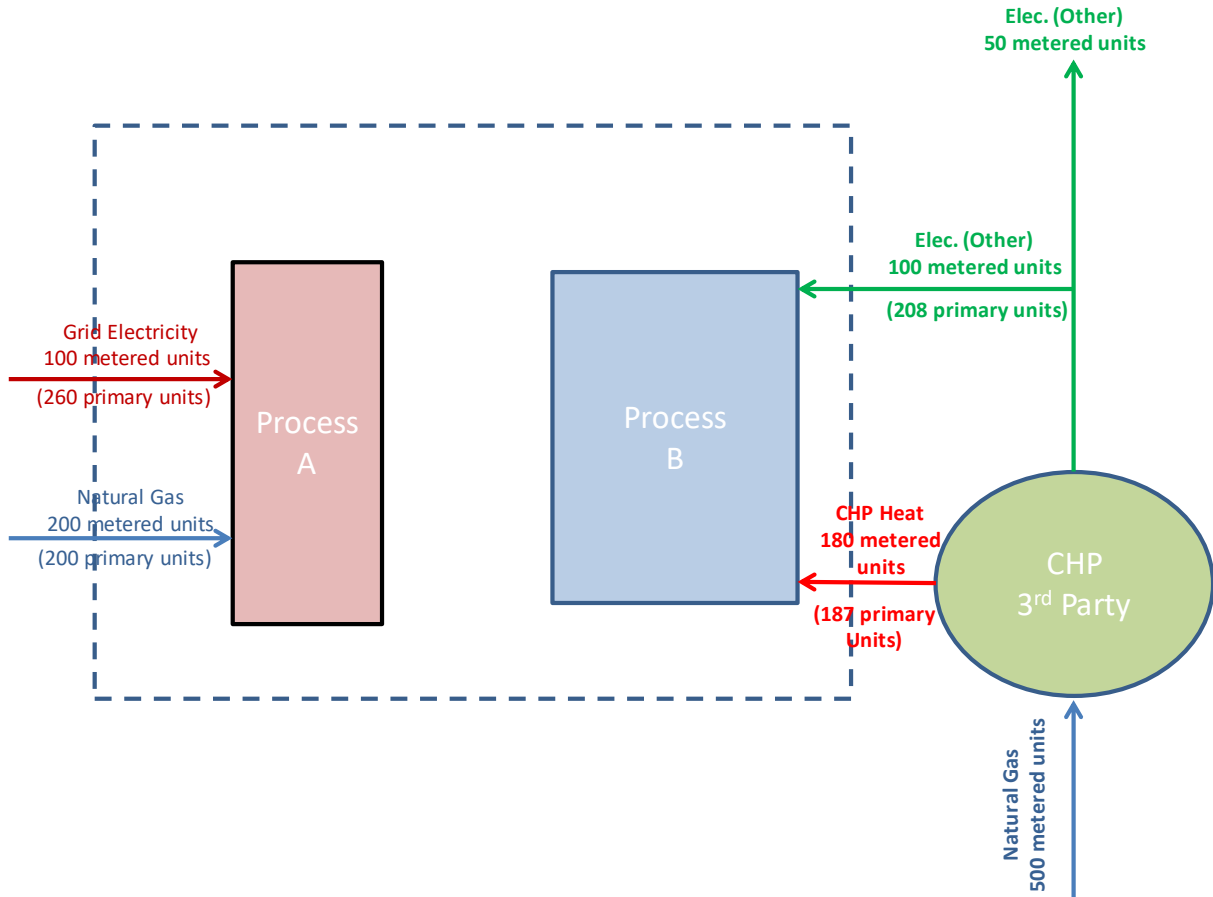 Elec. (Other)
50 metered units
Elec. (Other)
100 metered units
(208 primary units)
Grid Electricity
100 metered units
(260 primary units)
Process
A
Process
B
Natural Gas
200 metered units
(200 primary units)
CHP Heat
180 metered
units
(187 primary
Units)
CHP
3rd Party
Natural Gas
500 metered units